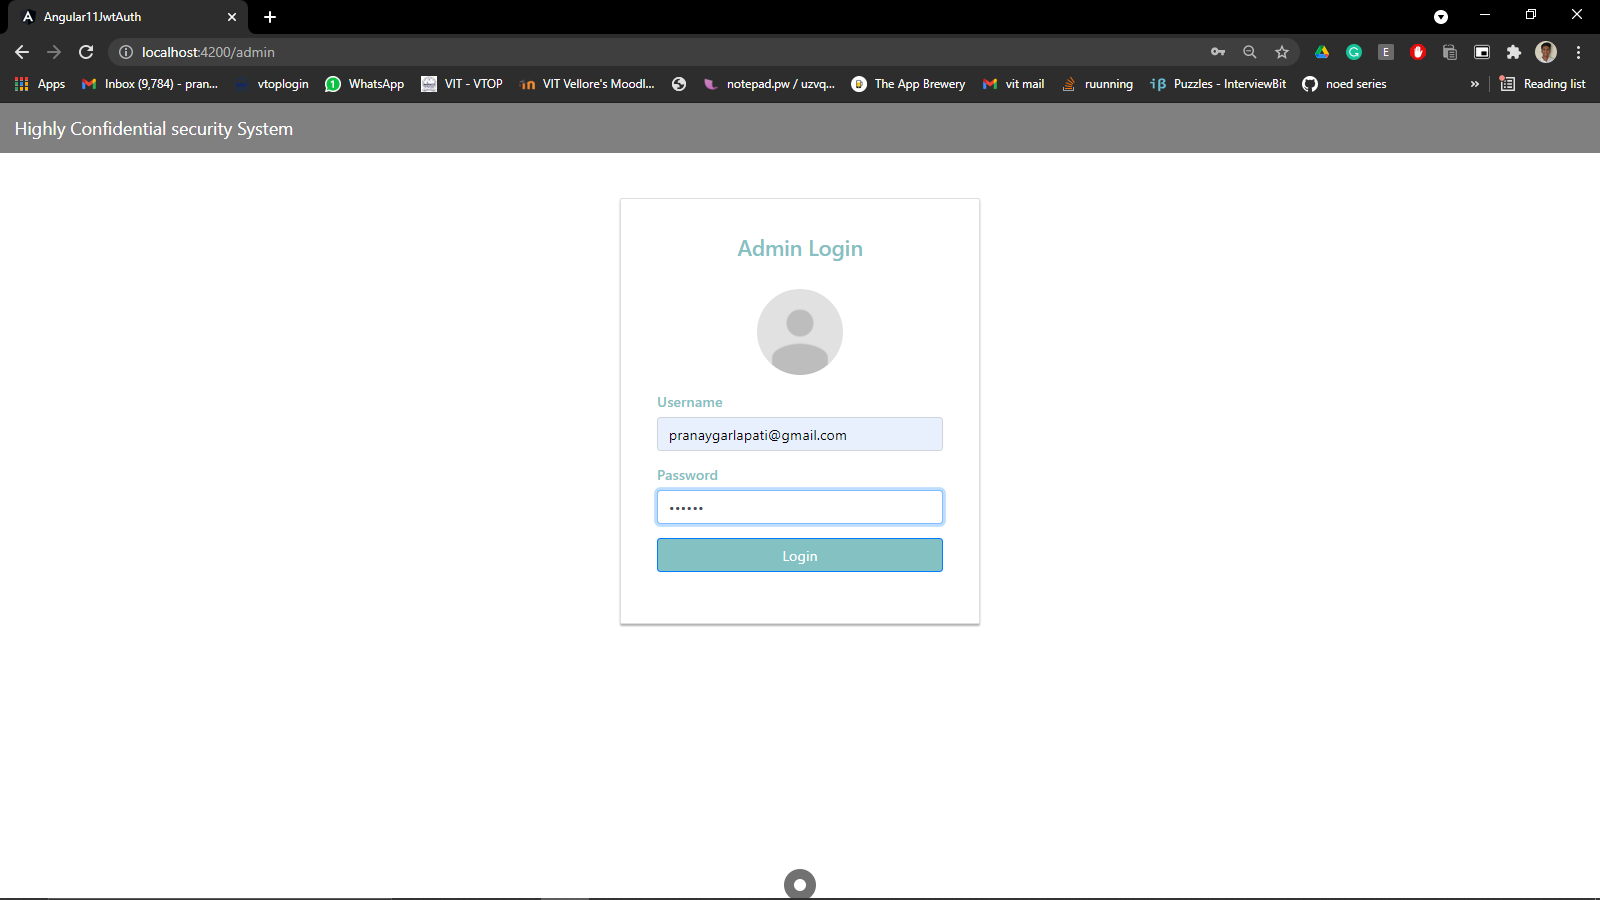 Angular11JwtAuth
localhost:4200/admin
Apps Inbox (9,784) - pran... vtoplogin WhatsApp VIT - VTOP VIT Vellore's Moodl... notepad.pw / uzvq... The App Brewery vit mail ruunning Puzzles - InterviewBit noed series » Reading list
Highly Confidential security System
Admin Login
Username
pranaygarlapati@gmail.com
Password
••••••
Login